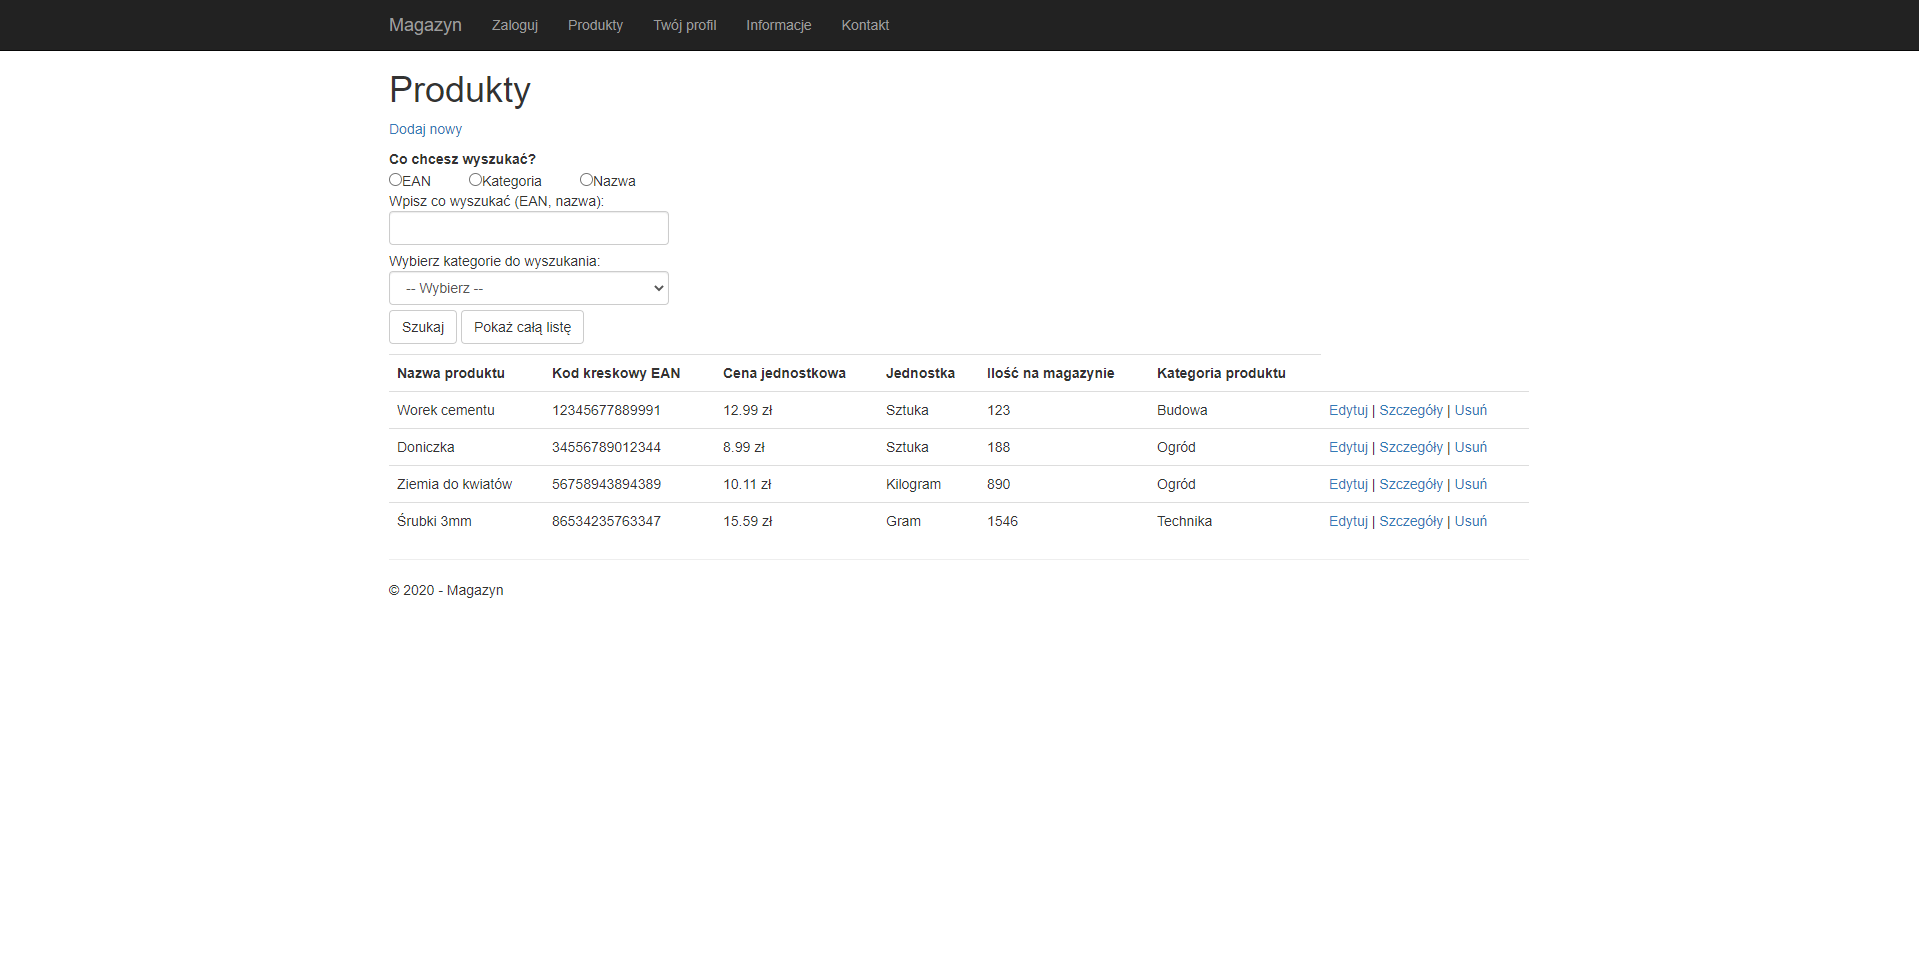 Magazyn Zaloguj Produkty Twój profil Informacje Kontakt
Produkty
Dodaj nowy
Co chcesz wyszukać?
EAN Kategoria Nazwa
Wpisz co wyszukać (EAN, nazwa):
Wybierz kategorie do wyszukania:
-- Wybierz --
Szukaj Pokaż całą listę
Nazwa produktu Kod kreskowy EAN Cena jednostkowa Jednostka Ilość na magazynie Kategoria produktu
Worek cementu 12345677889991 12.99 zł Sztuka 123 Budowa Edytuj | Szczegóły | Usuń
Doniczka 34556789012344 8.99 zł Sztuka 188 Ogród Edytuj | Szczegóły | Usuń
Ziemia do kwiatów 56758943894389 10.11 zł Kilogram 890 Ogród Edytuj | Szczegóły | Usuń
Śrubki 3mm 86534235763347 15.59 zł Gram 1546 Technika Edytuj | Szczegóły | Usuń
© 2020 - Magazyn